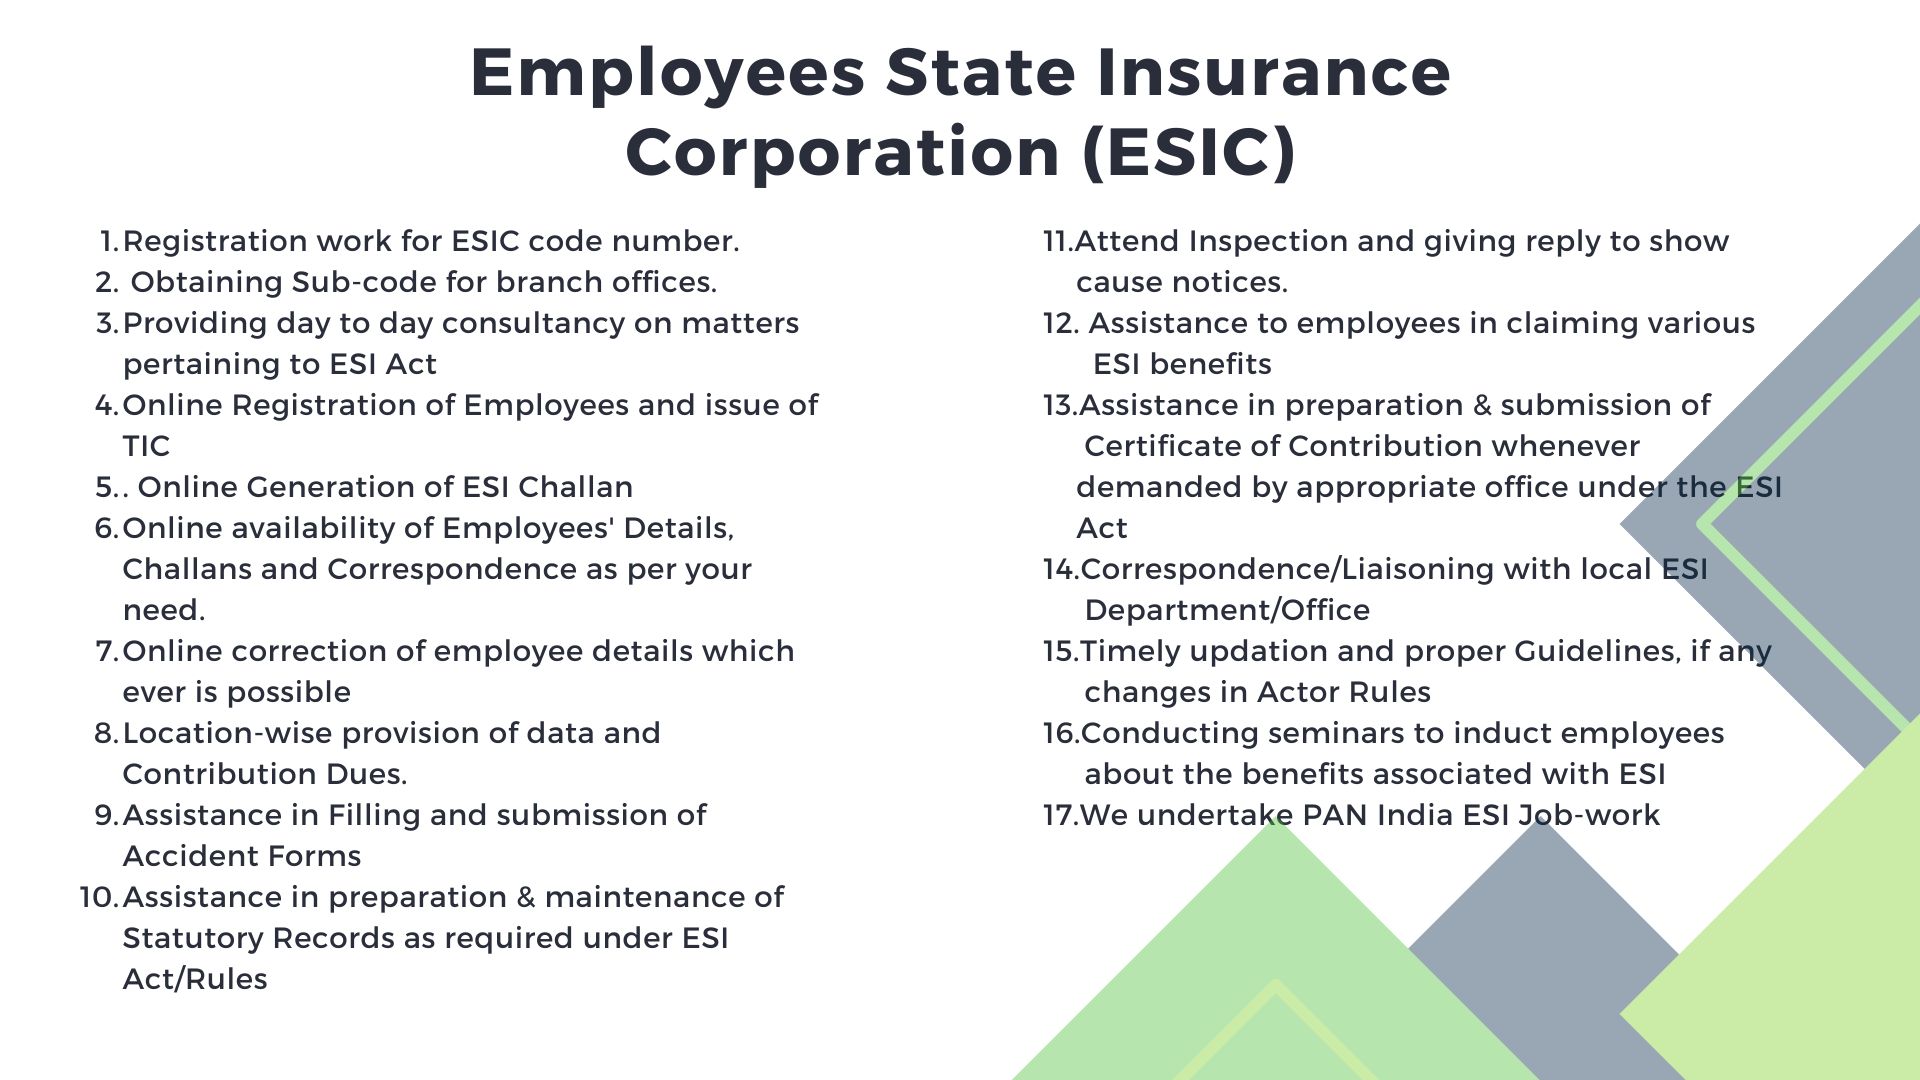 Employees State Insurance
Corporation (ESIC)
1. Registration work for ESIC code number.
2. Obtaining Sub-code for branch offices.
3. Providing day to day consultancy on matters
pertaining to ESI Act
4. Online Registration of Employees and issue of
TIC
5. . Online Generation of ESI Challan
6. Online availability of Employees' Details,
Challans and Correspondence as per your
need.
7. Online correction of employee details which
ever is possible
8. Location-wise provision of data and
Contribution Dues.
9. Assistance in Filling and submission of
Accident Forms
10. Assistance in preparation & maintenance of
Statutory Records as required under ESI
Act/Rules
11.Attend Inspection and giving reply to show
cause notices.
12. Assistance to employees in claiming various
ESI benefits
13.Assistance in preparation & submission of
Certificate of Contribution whenever
demanded by appropriate office under the ESI
Act
14.Correspondence/Liaisoning with local ESI
Department/Office
15.Timely updation and proper Guidelines, if any
changes in Actor Rules
16.Conducting seminars to induct employees
about the benefits associated with ESI
17.We undertake PAN India ESI Job-work